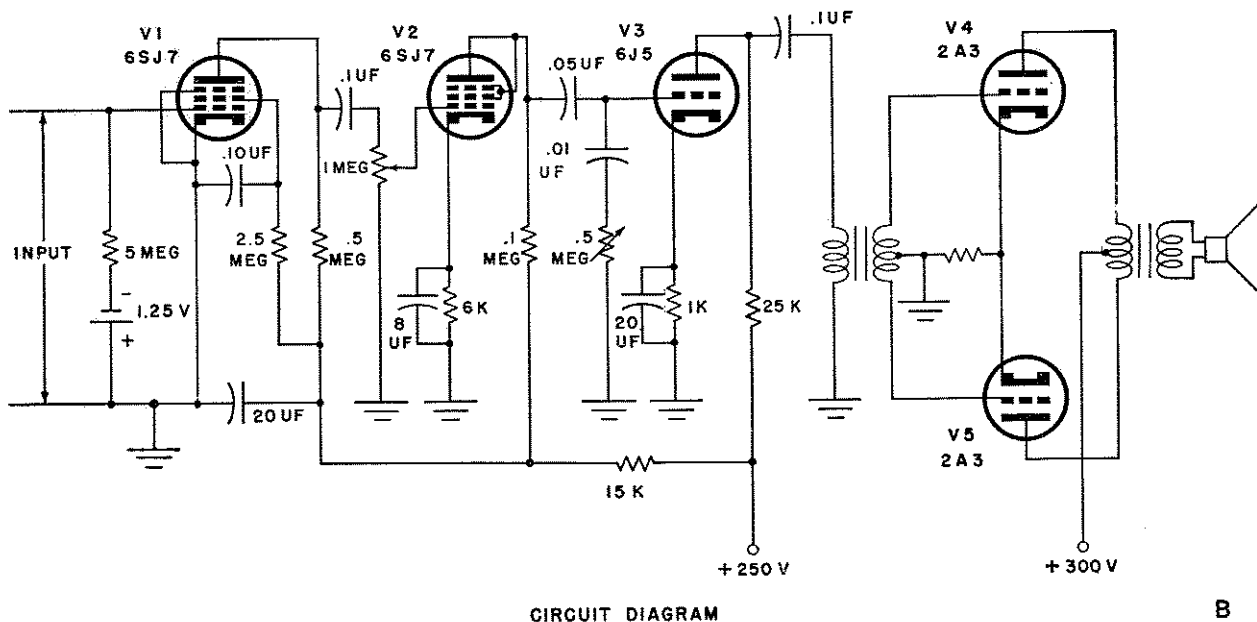 V1
6SJ7
V2
6SJ7
V3
6J5
.1UF
V4
2A3
.1UF
.05UF
.10UF
1 MEG
.01
UF
INPUT
5 MEG
2.5
MEG
.5
MEG
.1
MEG
.5
MEG
-
1.25 V
+
8
UF
6K
20
UF
1K
25 K
20 UF
V5
2A3
15 K
+250 V
+300 V
CIRCUIT DIAGRAM
B